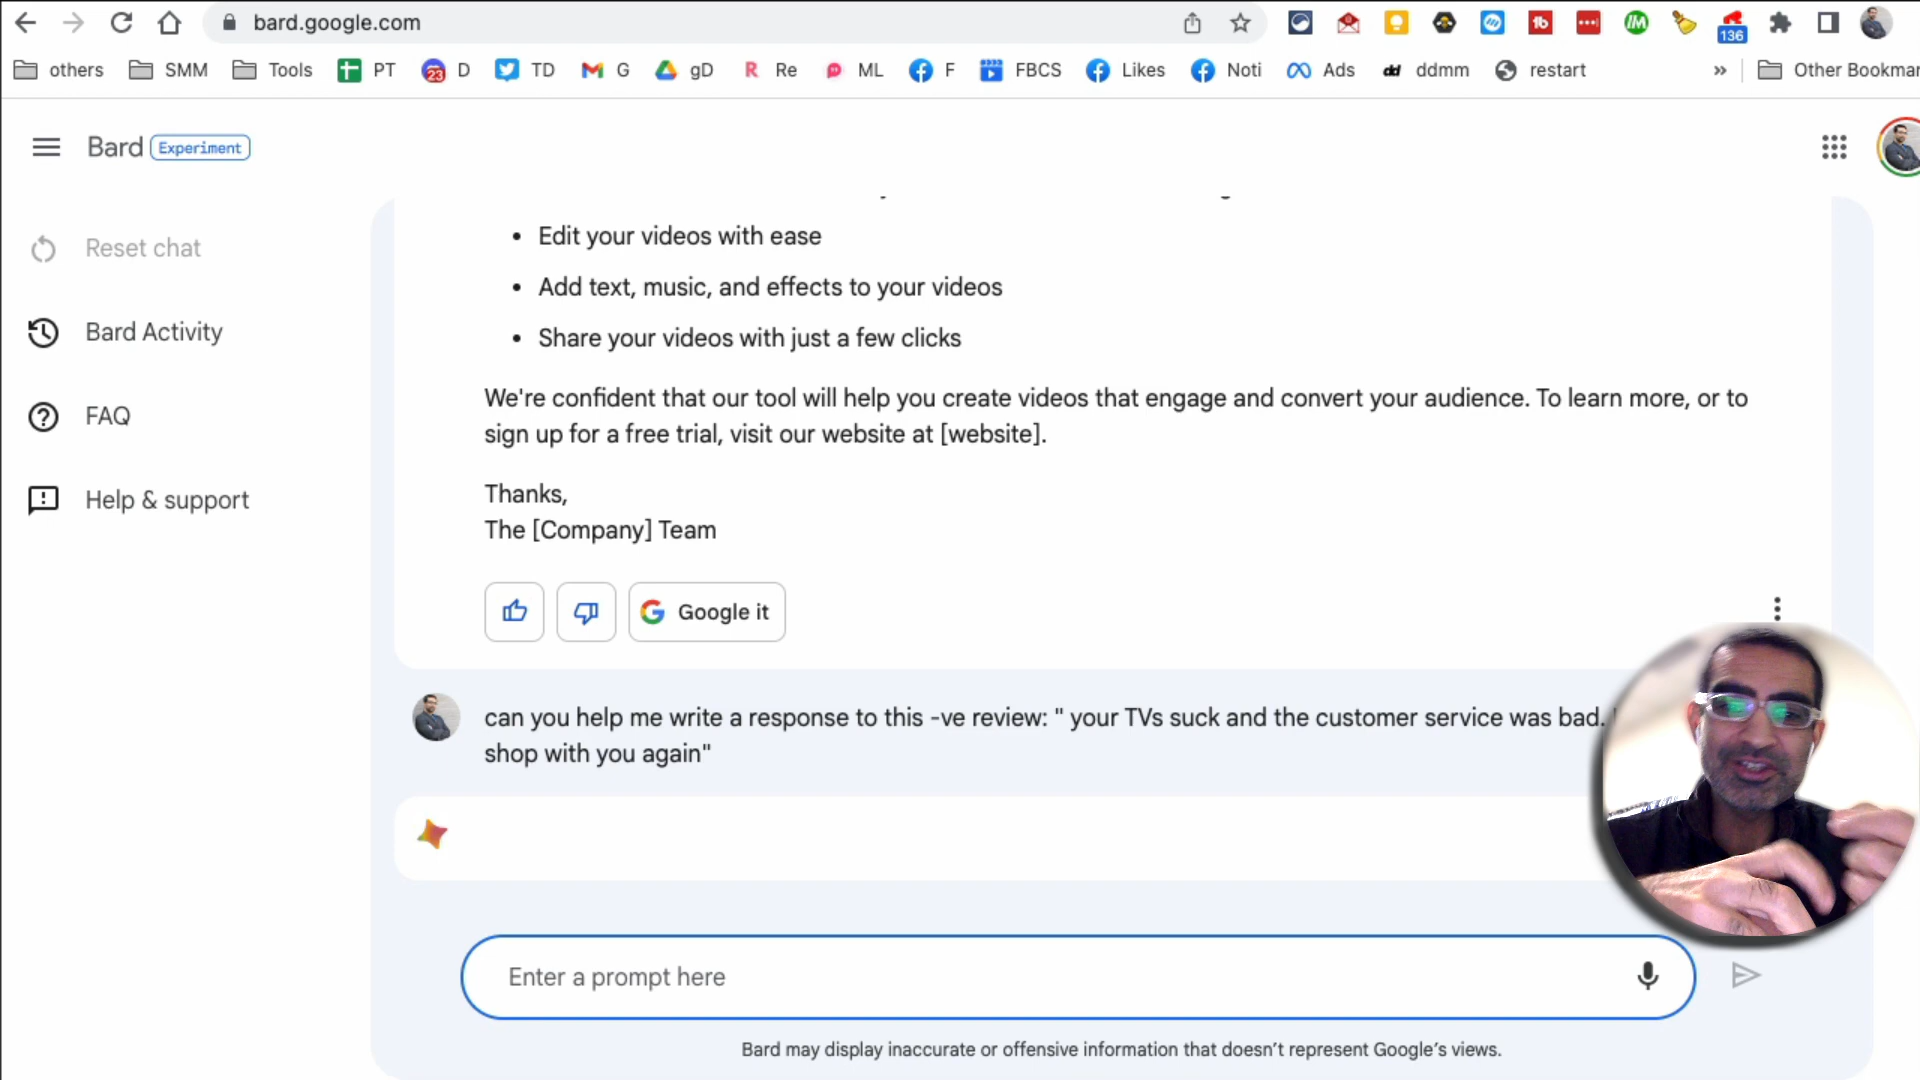 bard.google.com
136
others SMM Tools PT 23 D TD G gD Re ML F FBCS Likes Noti Ads dd ddmm restart » Other Bookmar
Bard Experiment
Reset chat
Bard Activity
FAQ
Help & support
• Edit your videos with ease
• Add text, music, and effects to your videos
• Share your videos with just a few clicks
We're confident that our tool will help you create videos that engage and convert your audience. To learn more, or to
sign up for a free trial, visit our website at [website].
Thanks,
The [Company] Team
Google it
can you help me write a response to this -ve review: " your TVs suck and the customer service was bad.
shop with you again"
Enter a prompt here
Bard may display inaccurate or offensive information that doesn't represent Google's views.